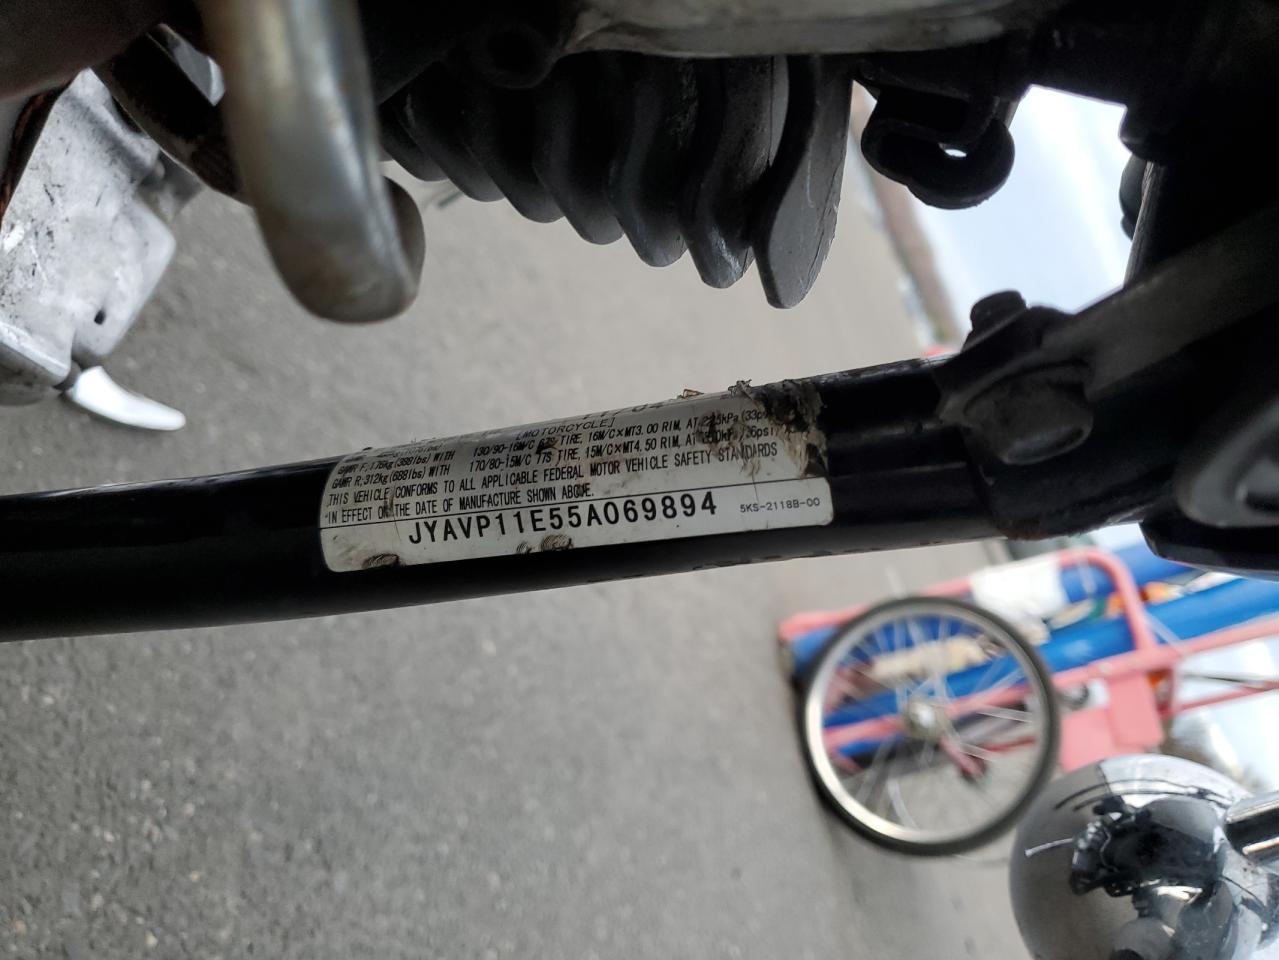 [MOTORCYCLE]
GAWR F:176kg(388lbs)WITH 130/90-16M/C 67S TIRE, 16M/C×MT3.00 RIM, AT 225kPa(33psi)
GAWR R:312kg(688lbs)WITH 170/80-15M/C 77S TIRE, 15M/C×MT4.50 RIM, AT
THIS VEHICLE CONFORMS TO ALL APPLICABLE FEDERAL MOTOR VEHICLE SAFETY STANDARDS
IN EFFECT ON THE DATE OF MANUFACTURE SHOWN ABOVE.
JYAVP11E55A069894 5KS-2118B-00